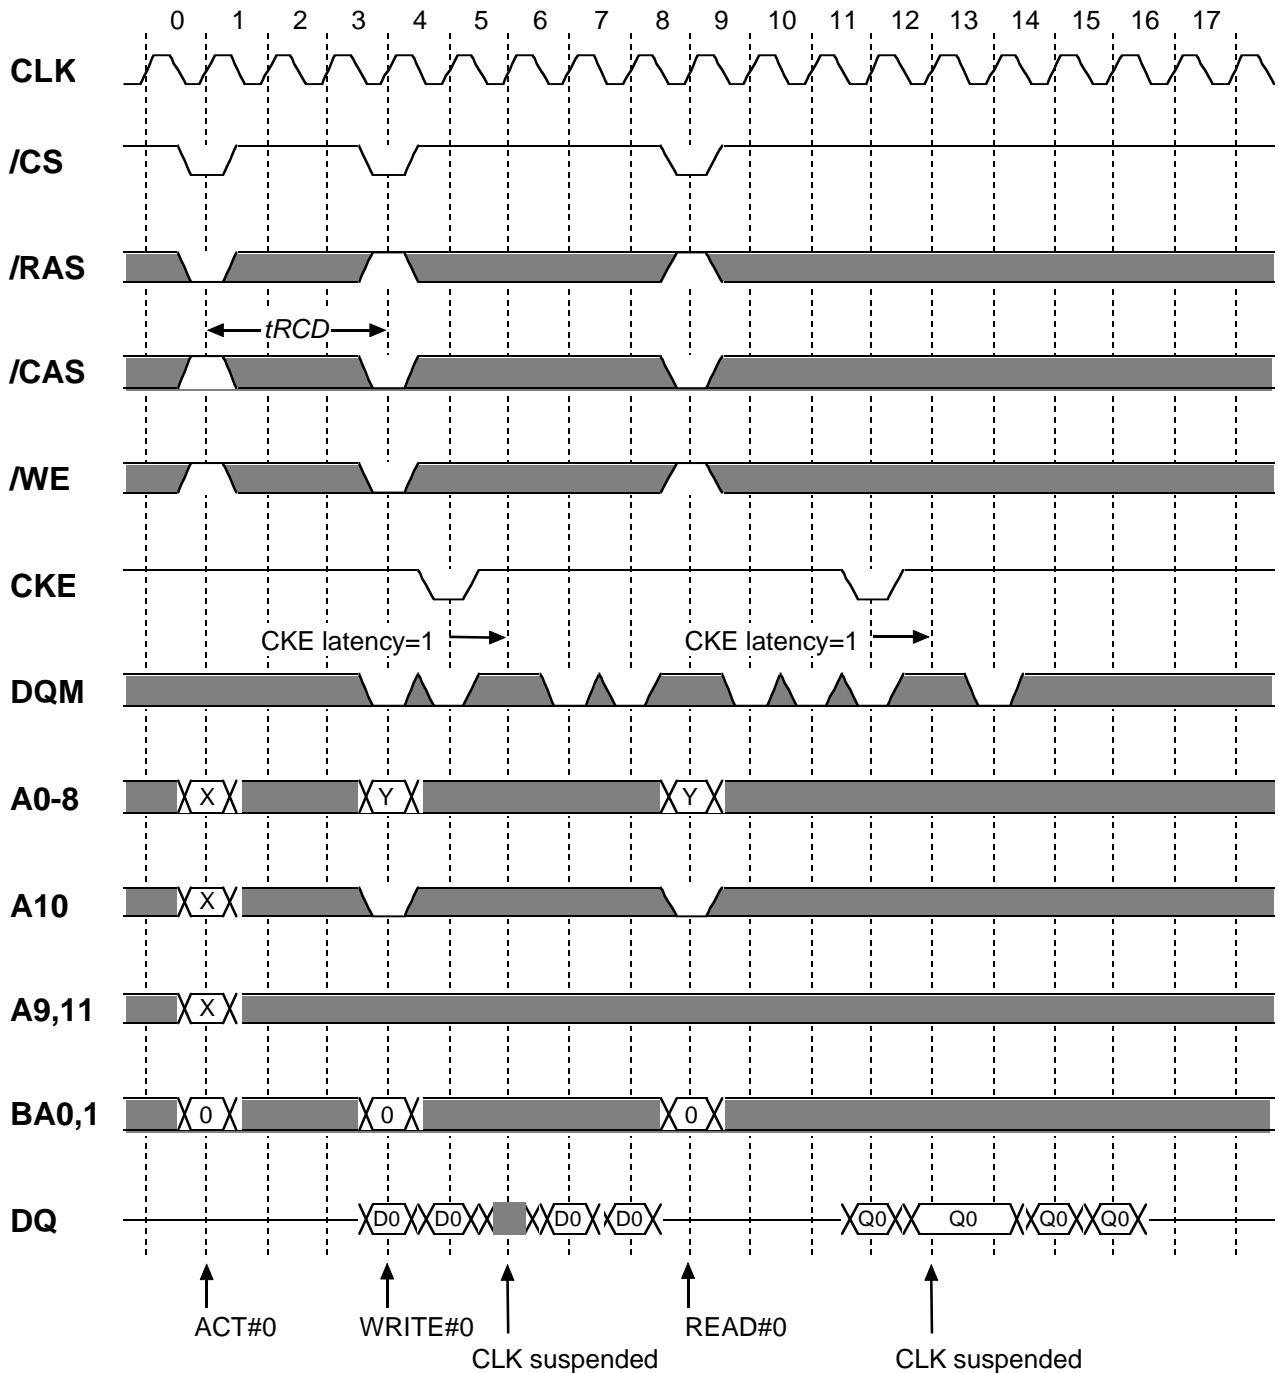 0 1 2 3 4 5 6 7 8 9 10 11 12 13 14 15 16 17
CLK
/CS
/RAS
tRCD
/CAS
/WE
CKE
CKE latency=1 CKE latency=1
DQM
A0-8 X Y Y
A10 X
A9,11 X
BA0,1 0 0 0
DQ D0 D0 D0 D0 Q0 Q0 Q0 Q0
ACT#0 WRITE#0 READ#0
CLK suspended CLK suspended